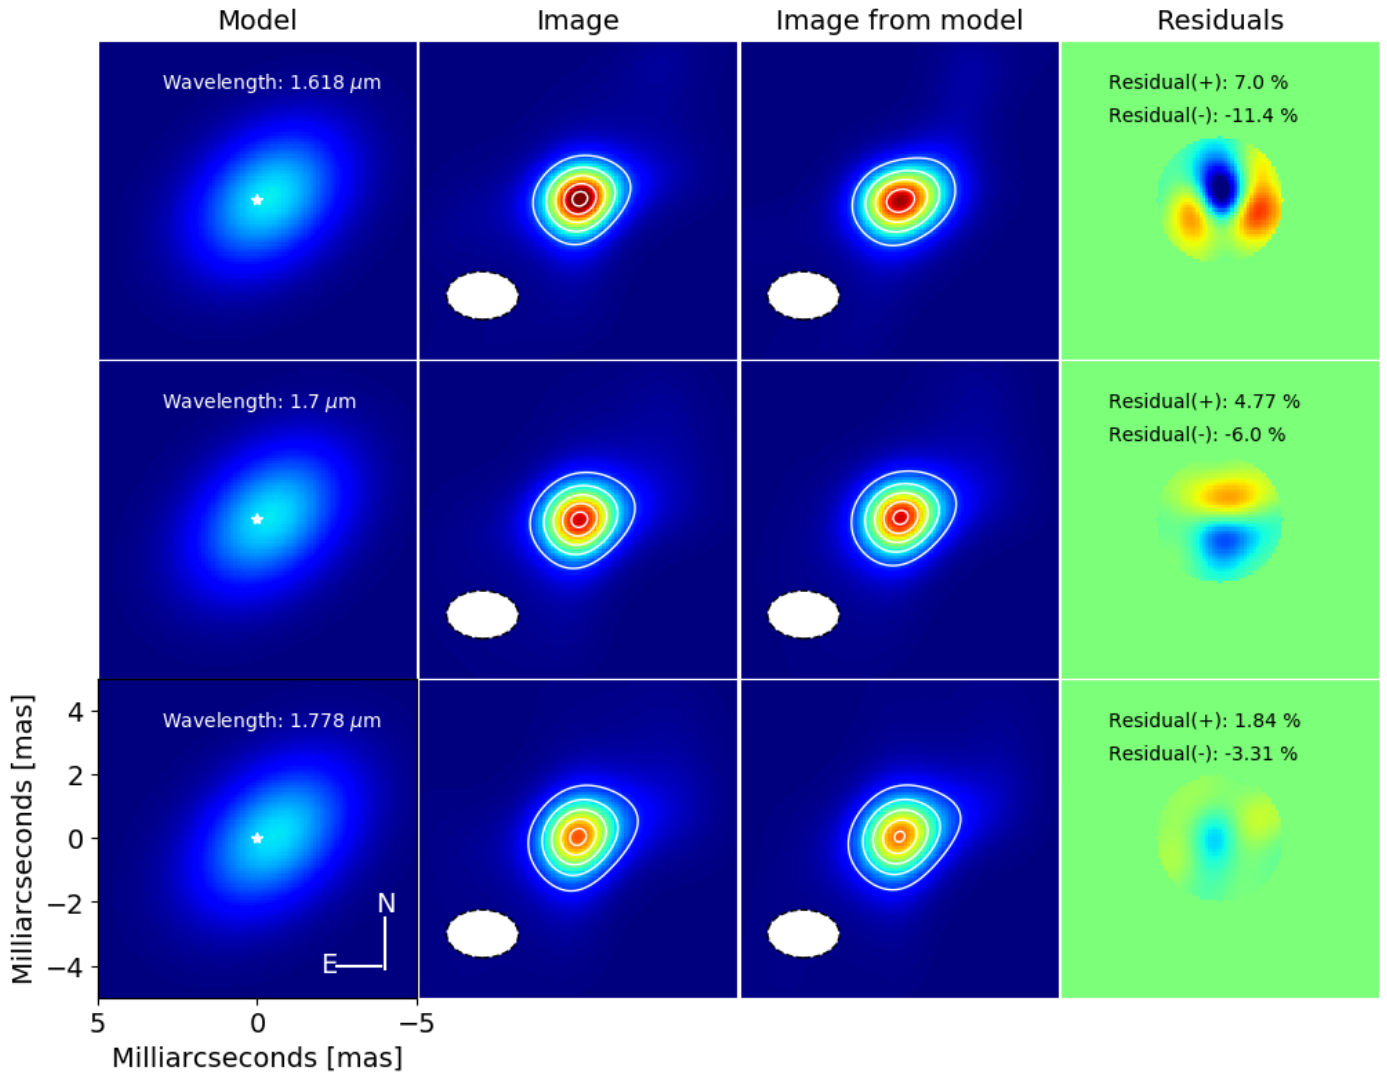 Model Image Image from model Residuals
Wavelength: 1.618 μm
Residual(+): 7.0 %
Residual(-): -11.4 %
Wavelength: 1.7 μm
Residual(+): 4.77 %
Residual(-): -6.0 %
Wavelength: 1.778 μm
Residual(+): 1.84 %
Residual(-): -3.31 %
4
2
0
−2
−4
Milliarcseconds [mas]
N
E
5 0 −5
Milliarcseconds [mas]